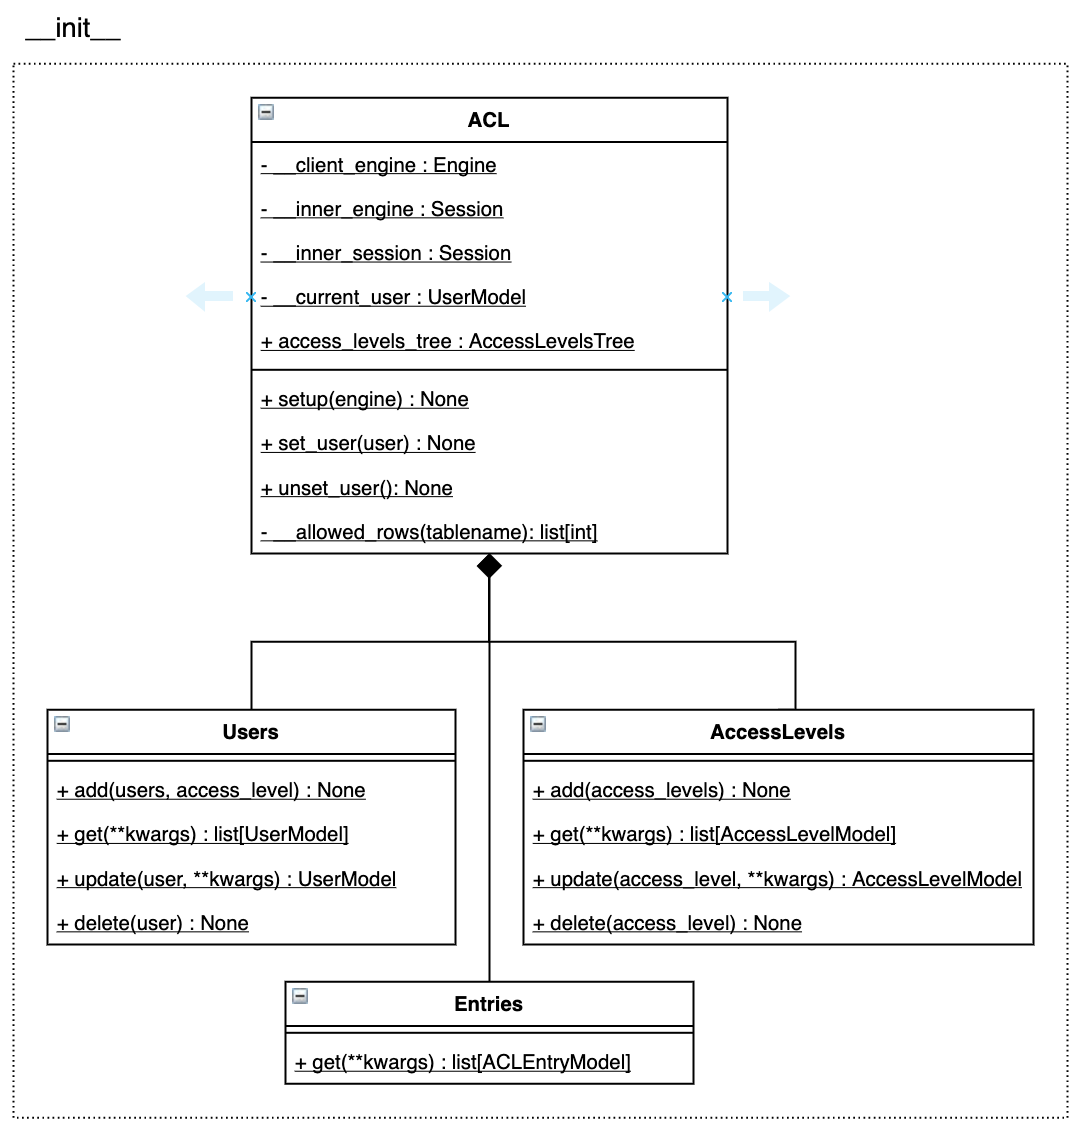 __init__
ACL
- __client_engine : Engine
- __inner_engine : Session
- __inner_session : Session
- __current_user : UserModel
+ access_levels_tree : AccessLevelsTree
+ setup(engine) : None
+ set_user(user) : None
+ unset_user(): None
- __allowed_rows(tablename): list[int]
Users
+ add(users, access_level) : None
+ get(**kwargs) : list[UserModel]
+ update(user, **kwargs) : UserModel
+ delete(user) : None
AccessLevels
+ add(access_levels) : None
+ get(**kwargs) : list[AccessLevelModel]
+ update(access_level, **kwargs) : AccessLevelModel
+ delete(access_level) : None
Entries
+ get(**kwargs) : list[ACLEntryModel]